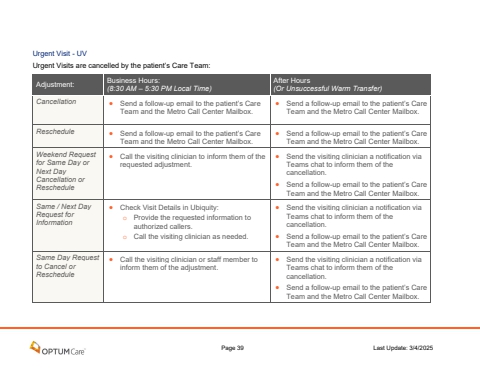 Urgent Visit - UV
Urgent Visits are cancelled by the patient's Care Team:
Adjustment:
Business Hours:
(8:30 AM – 5:30 PM Local Time)
After Hours
(Or Unsuccessful Warm Transfer)
Cancellation
• Send a follow-up email to the patient's Care
Team and the Metro Call Center Mailbox.
• Send a follow-up email to the patient's Care
Team and the Metro Call Center Mailbox.
Reschedule
• Send a follow-up email to the patient's Care
Team and the Metro Call Center Mailbox.
• Send a follow-up email to the patient's Care
Team and the Metro Call Center Mailbox.
Weekend Request
for Same Day or
Next Day
Cancellation or
Reschedule
• Call the visiting clinician to inform them of the
requested adjustment.
• Send the visiting clinician a notification via
Teams chat to inform them of the
cancellation.
• Send a follow-up email to the patient's Care
Team and the Metro Call Center Mailbox.
Same / Next Day
Request for
Information
• Check Visit Details in Ubiquity:
o Provide the requested information to
authorized callers.
o Call the visiting clinician as needed.
• Send the visiting clinician a notification via
Teams chat to inform them of the
cancellation.
• Send a follow-up email to the patient's Care
Team and the Metro Call Center Mailbox.
Same Day Request
to Cancel or
Reschedule
• Call the visiting clinician or staff member to
inform them of the adjustment.
• Send the visiting clinician a notification via
Teams chat to inform them of the
cancellation.
• Send a follow-up email to the patient's Care
Team and the Metro Call Center Mailbox.
OPTUMCare
Page 39
Last Update: 3/4/2025